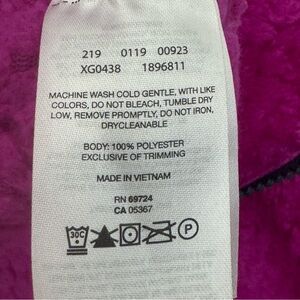 219 0119 00923
XG0438 1896811
MACHINE WASH COLD GENTLE, WITH LIKE
COLORS, DO NOT BLEACH, TUMBLE DRY
LOW, REMOVE PROMPTLY, DO NOT IRON,
DRYCLEANABLE
BODY: 100% POLYESTER
EXCLUSIVE OF TRIMMING
MADE IN VIETNAM
RN 69724
CA 05367
30C P